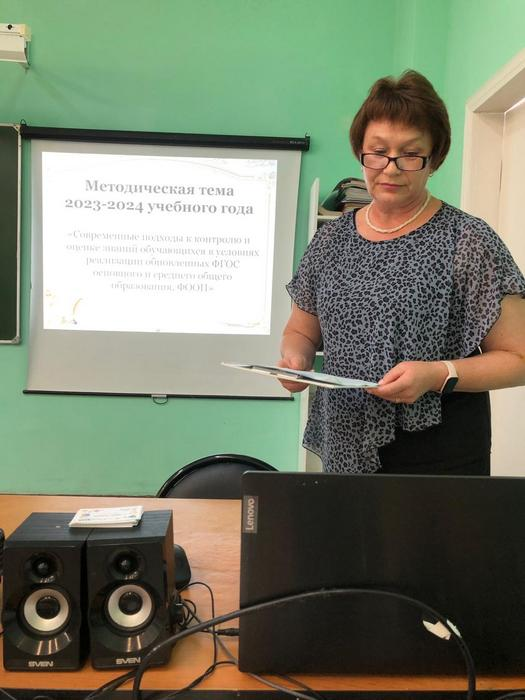 Методическая тема
2023-2024 учебного года
«Современные подходы к контролю и
оценке знаний обучающихся в условиях
реализации обновленных ФГОС
основного и среднего общего
образования, ФООП»
Lenovo
SVEN
SVEN